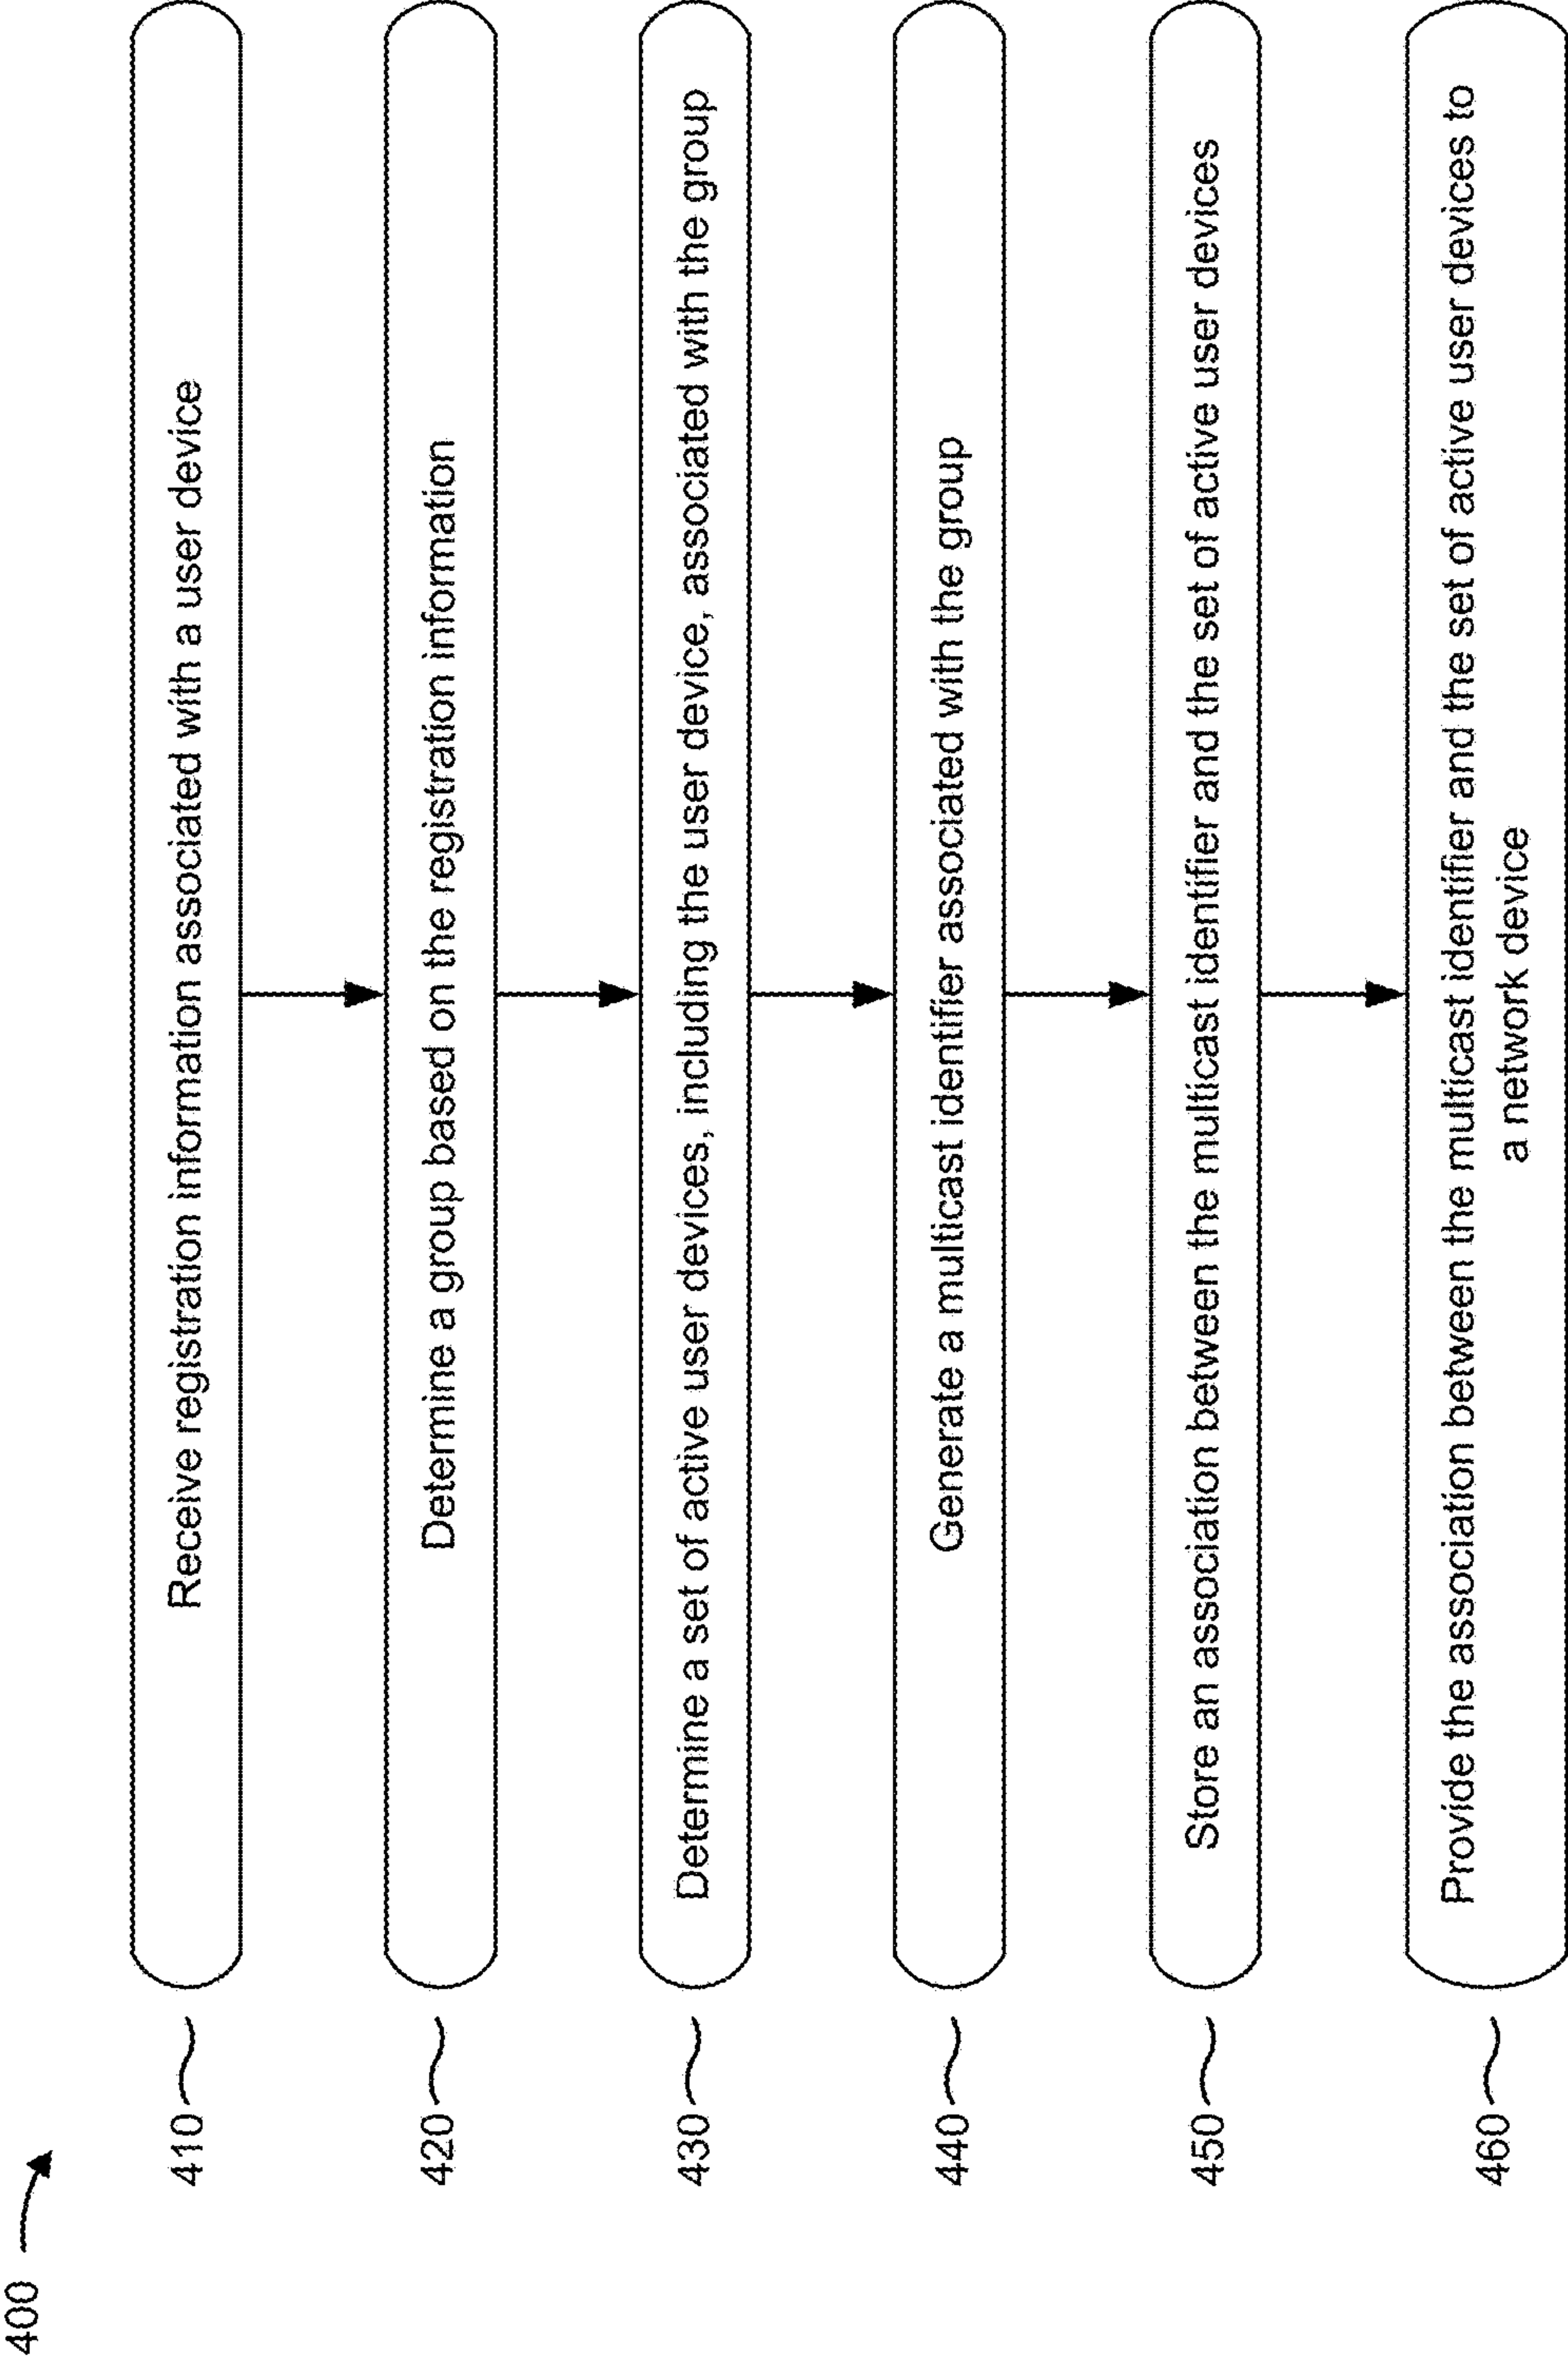 400
410
Receive registration information associated with a user device
420
Determine a group based on the registration information
430
Determine a set of active user devices, including the user device, associated with the group
440
Generate a multicast identifier associated with the group
450
Store an association between the multicast identifier and the set of active user devices
460
Provide the association between the multicast identifier and the set of active user devices to
a network device